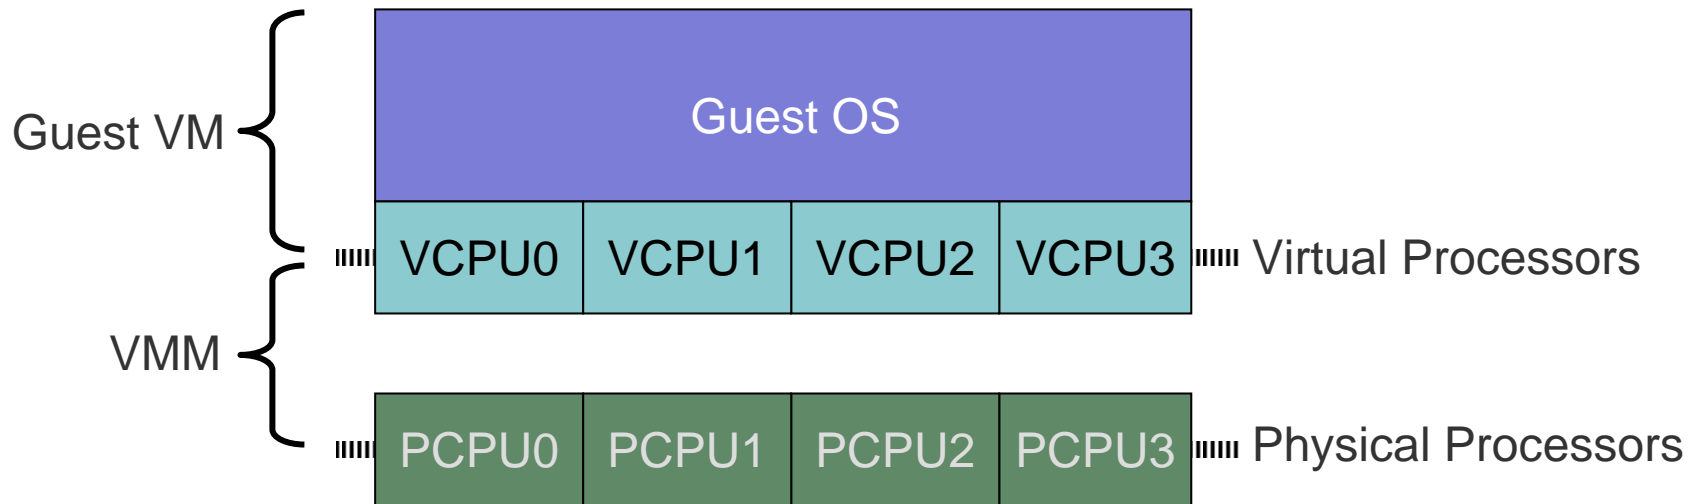 Guest OS
Guest VM
VCPU0 VCPU1 VCPU2 VCPU3 Virtual Processors
VMM
PCPU0 PCPU1 PCPU2 PCPU3 Physical Processors